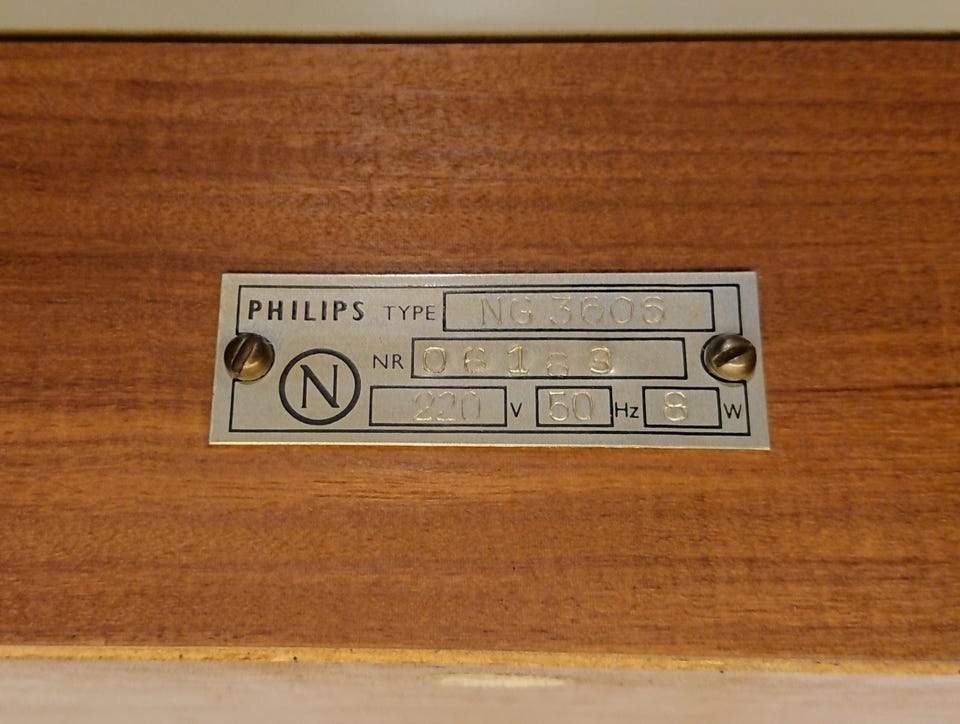 PHILIPS TYPE NG 3606
NR 06183
N
220 V 50 Hz 8 W